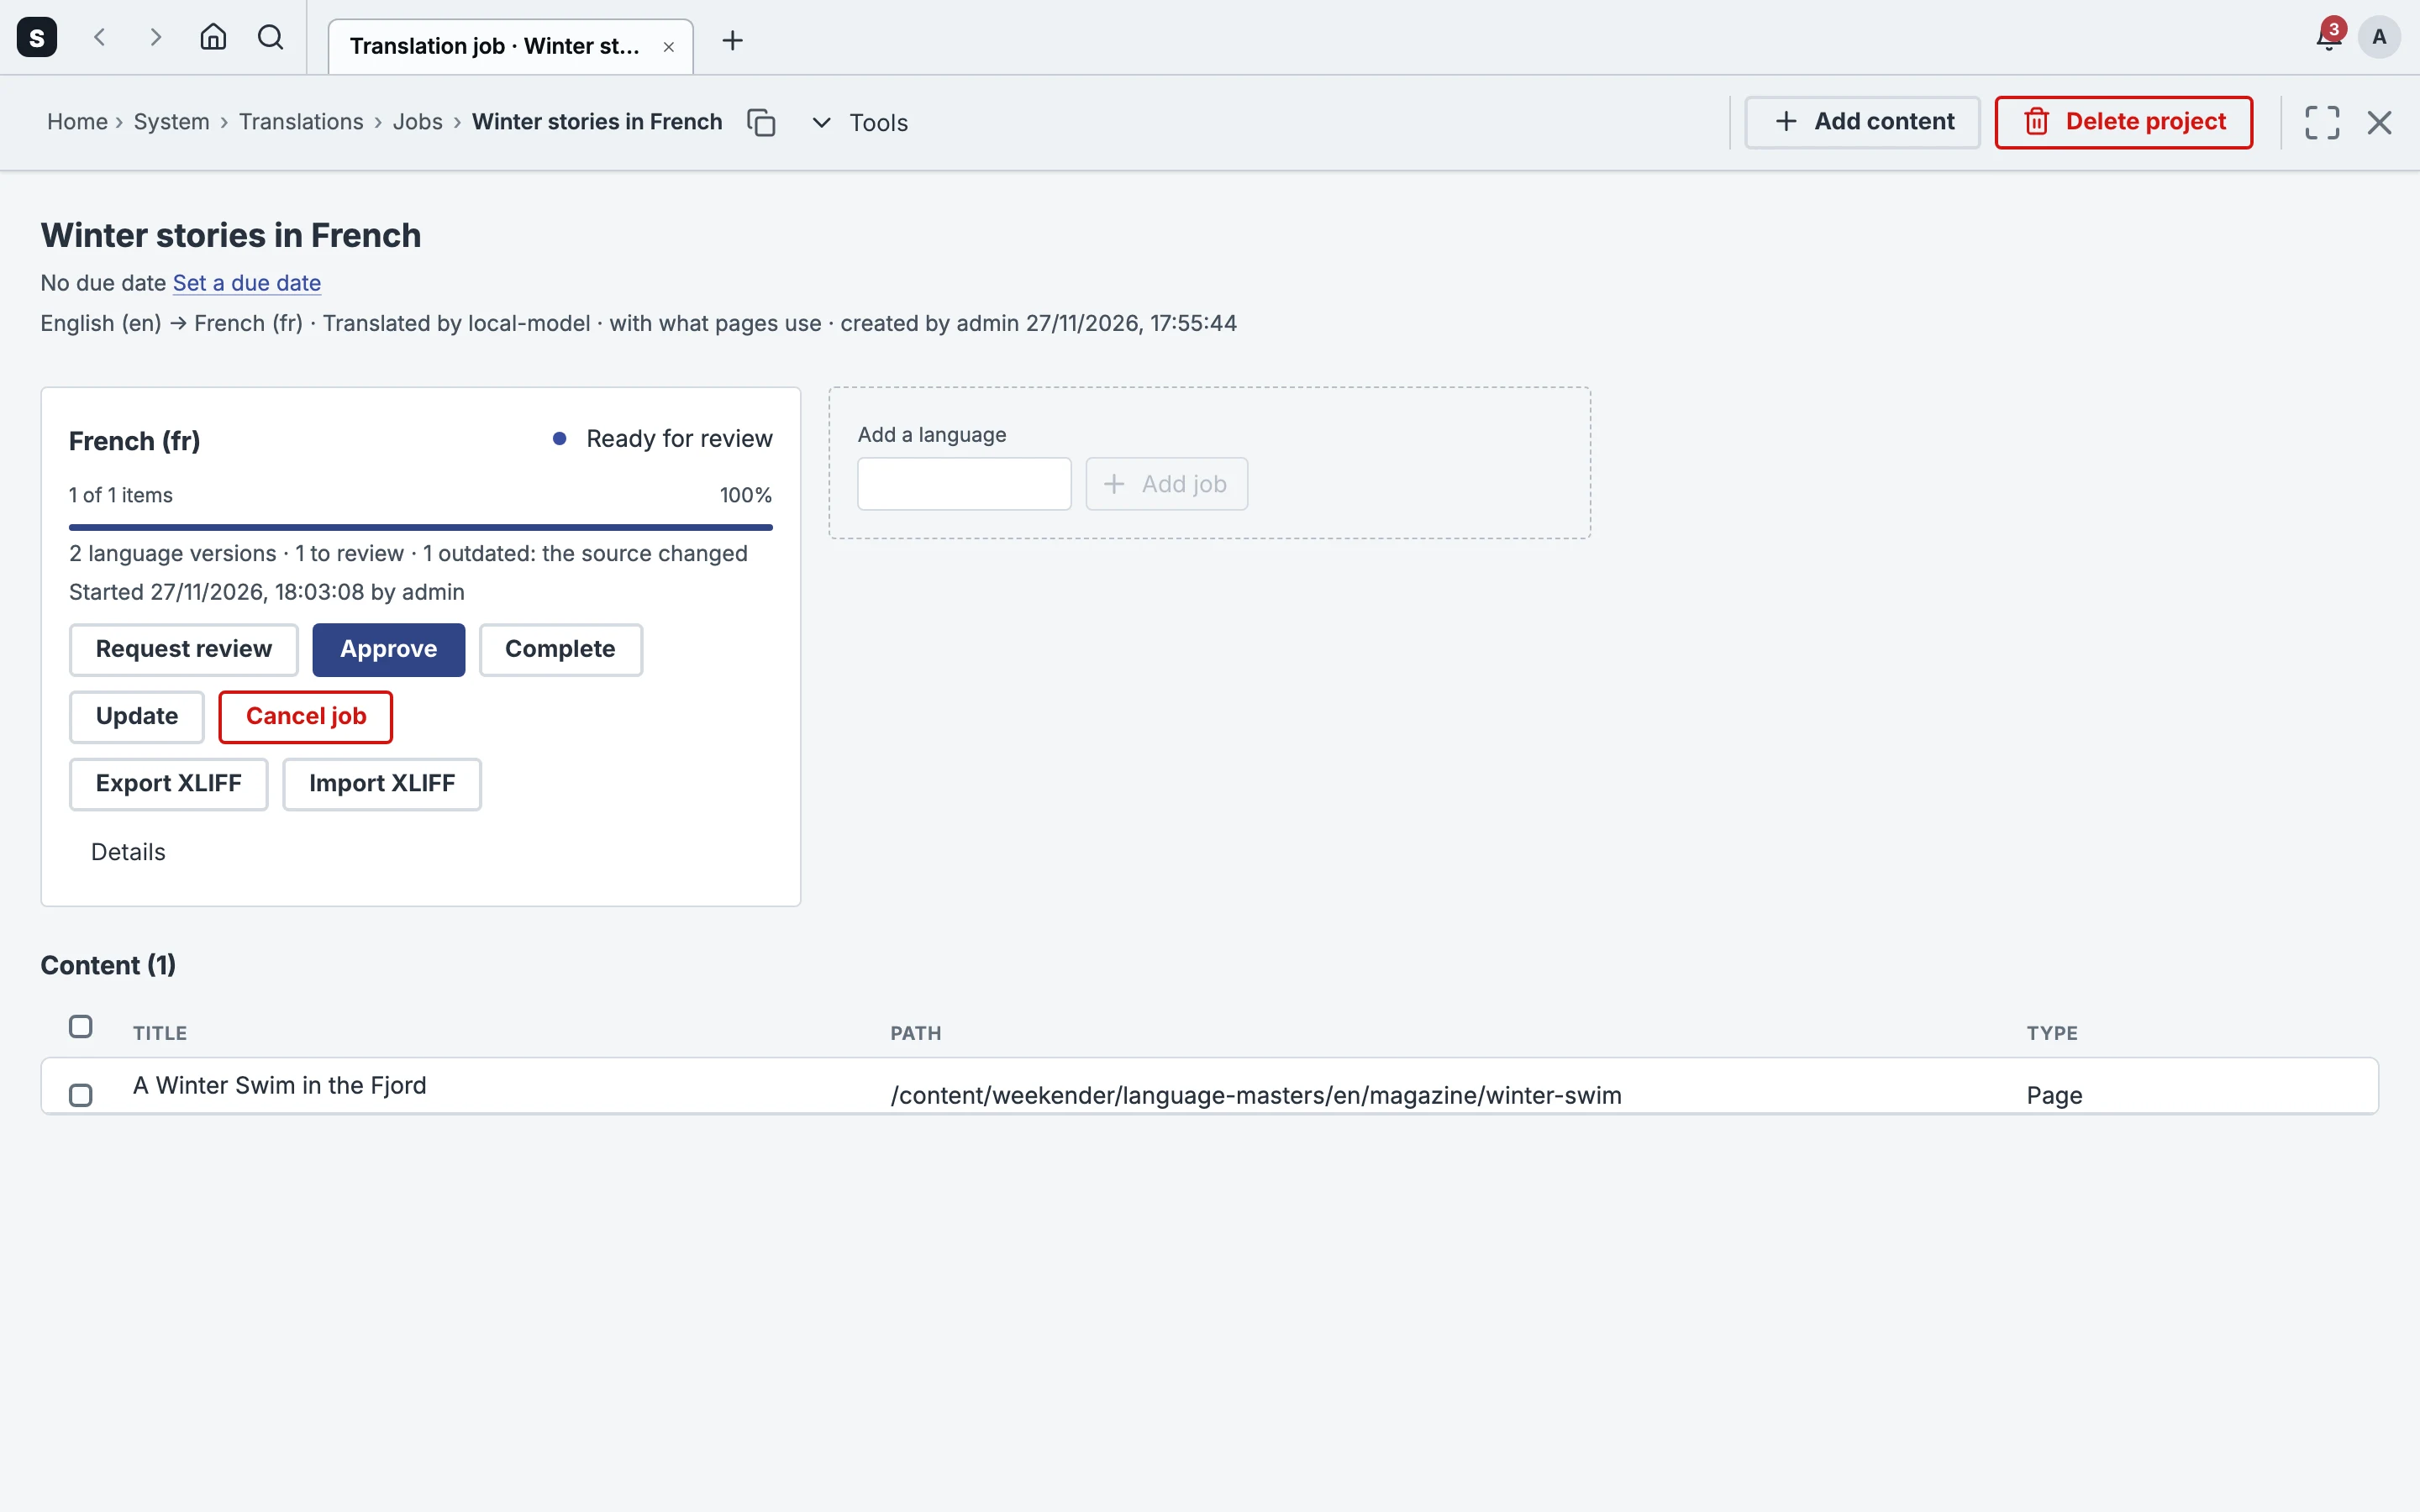 S
Translation job · Winter st...
3
A
Home › System › Translations › Jobs › Winter stories in French
Tools
Add content
Delete project
Winter stories in French
No due date Set a due date
English (en) → French (fr) · Translated by local-model · with what pages use · created by admin 27/11/2026, 17:55:44
French (fr)
Ready for review
1 of 1 items
100%
2 language versions · 1 to review · 1 outdated: the source changed
Started 27/11/2026, 18:03:08 by admin
Request review
Approve
Complete
Update
Cancel job
Export XLIFF
Import XLIFF
Details
Add a language
Add job
Content (1)
TITLE
PATH
TYPE
A Winter Swim in the Fjord
/content/weekender/language-masters/en/magazine/winter-swim
Page